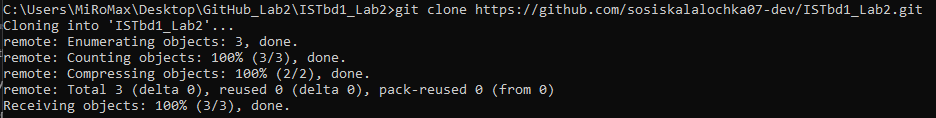 C:\Users\MiRoMax\Desktop\GitHub_Lab2\ISTbd1_Lab2>git clone https://github.com/sosiskalalochka07-dev/ISTbd1_Lab2.git
Cloning into 'ISTbd1_Lab2'...
remote: Enumerating objects: 3, done.
remote: Counting objects: 100% (3/3), done.
remote: Compressing objects: 100% (2/2), done.
remote: Total 3 (delta 0), reused 0 (delta 0), pack-reused 0 (from 0)
Receiving objects: 100% (3/3), done.